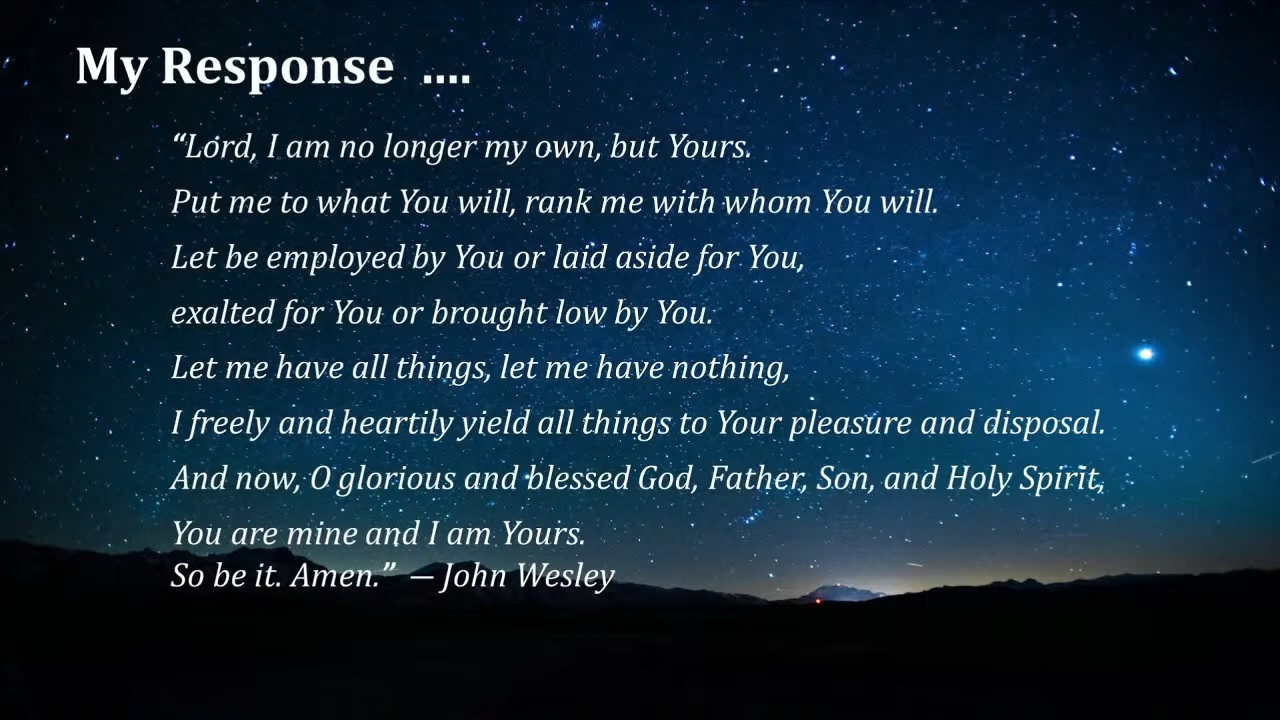 My Response ....
“Lord, I am no longer my own, but Yours.
Put me to what You will, rank me with whom You will.
Let be employed by You or laid aside for You,
exalted for You or brought low by You.
Let me have all things, let me have nothing,
I freely and heartily yield all things to Your pleasure and disposal.
And now, O glorious and blessed God, Father, Son, and Holy Spirit,
You are mine and I am Yours.
So be it. Amen.” — John Wesley